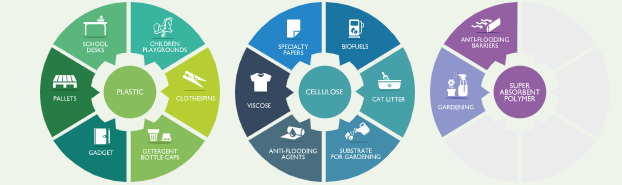 SCHOOL
DESKS
CHILDREN
PLAYGROUNDS
PALLETS
PLASTIC
CLOTHESPINS
GADGET
DETERGENT
BOTTLE CAPS
SPECIALTY
PAPERS
BIOFUELS
VISCOSE
CELLULOSE
CAT LITTER
ANTI-FLOODING
AGENTS
SUBSTRATE
FOR GARDENING
ANTI-FLOODING
BARRIERS
GARDENING
SUPER
ABSORBENT
POLYMER